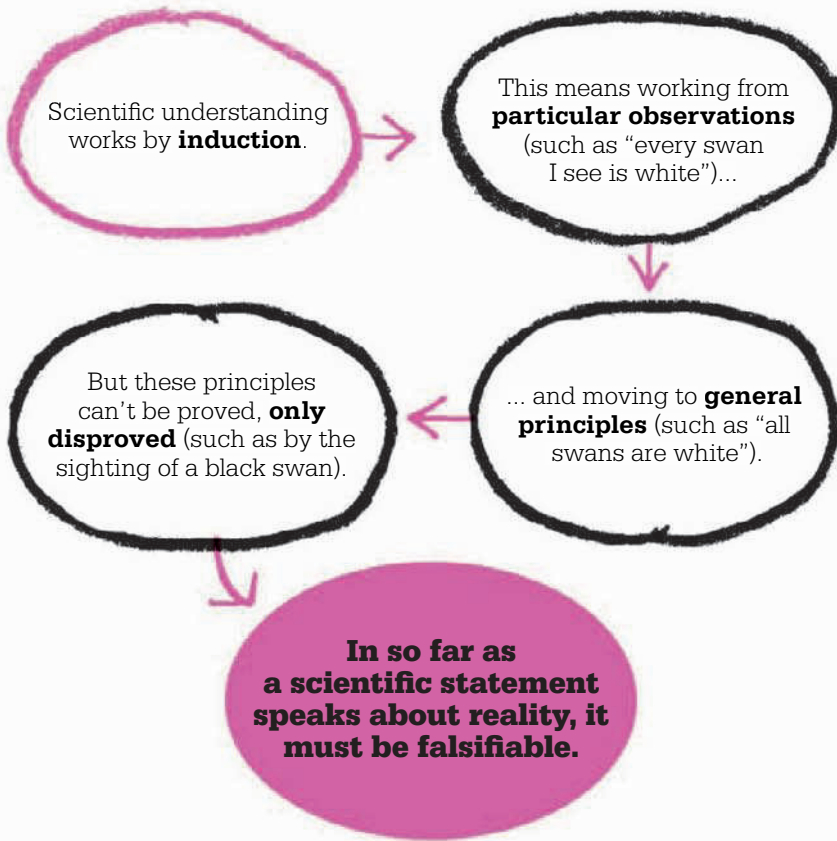 Scientific understanding
works by induction.
This means working from
particular observations
(such as “every swan
I see is white”)...
... and moving to general
principles (such as “all
swans are white”).
But these principles
can’t be proved, only
disproved (such as by the
sighting of a black swan).
In so far as
a scientific statement
speaks about reality, it
must be falsifiable.